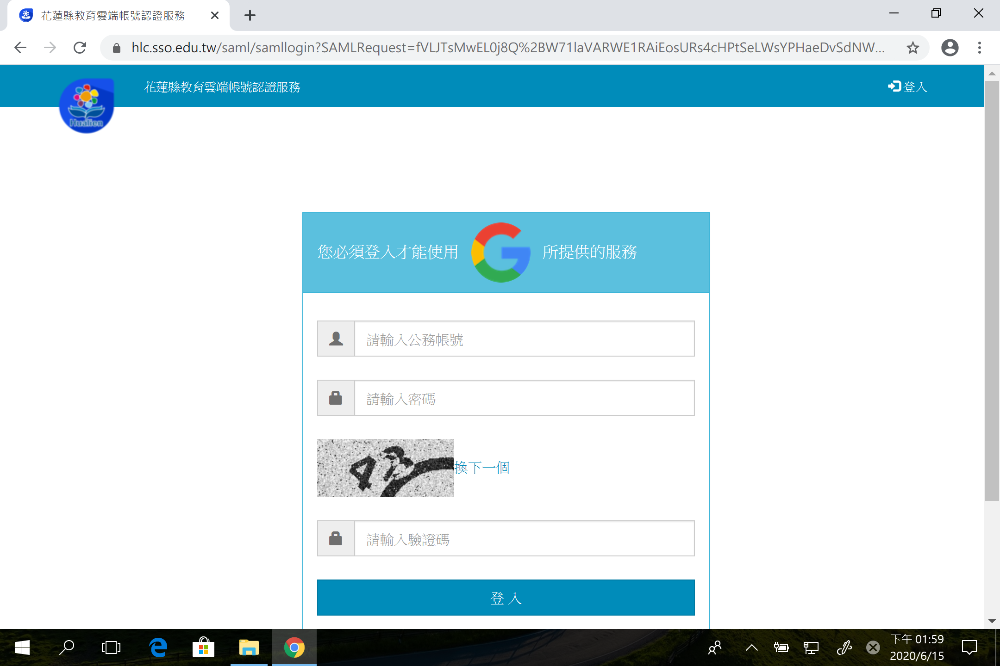 花蓮縣教育雲端帳號認證服務
hlc.sso.edu.tw/saml/samllogin?SAMLRequest=fVLJTsMwEL0j8Q%2BW71laVARWE1RAiEosURs4cHPtSeLWsYPHaeDvSdNW...
Hualien
花蓮縣教育雲端帳號認證服務
登入
您必須登入才能使用
所提供的服務
請輸入公務帳號
請輸入密碼
換下一個
請輸入驗證碼
登 入
下午 01:59
2020/6/15